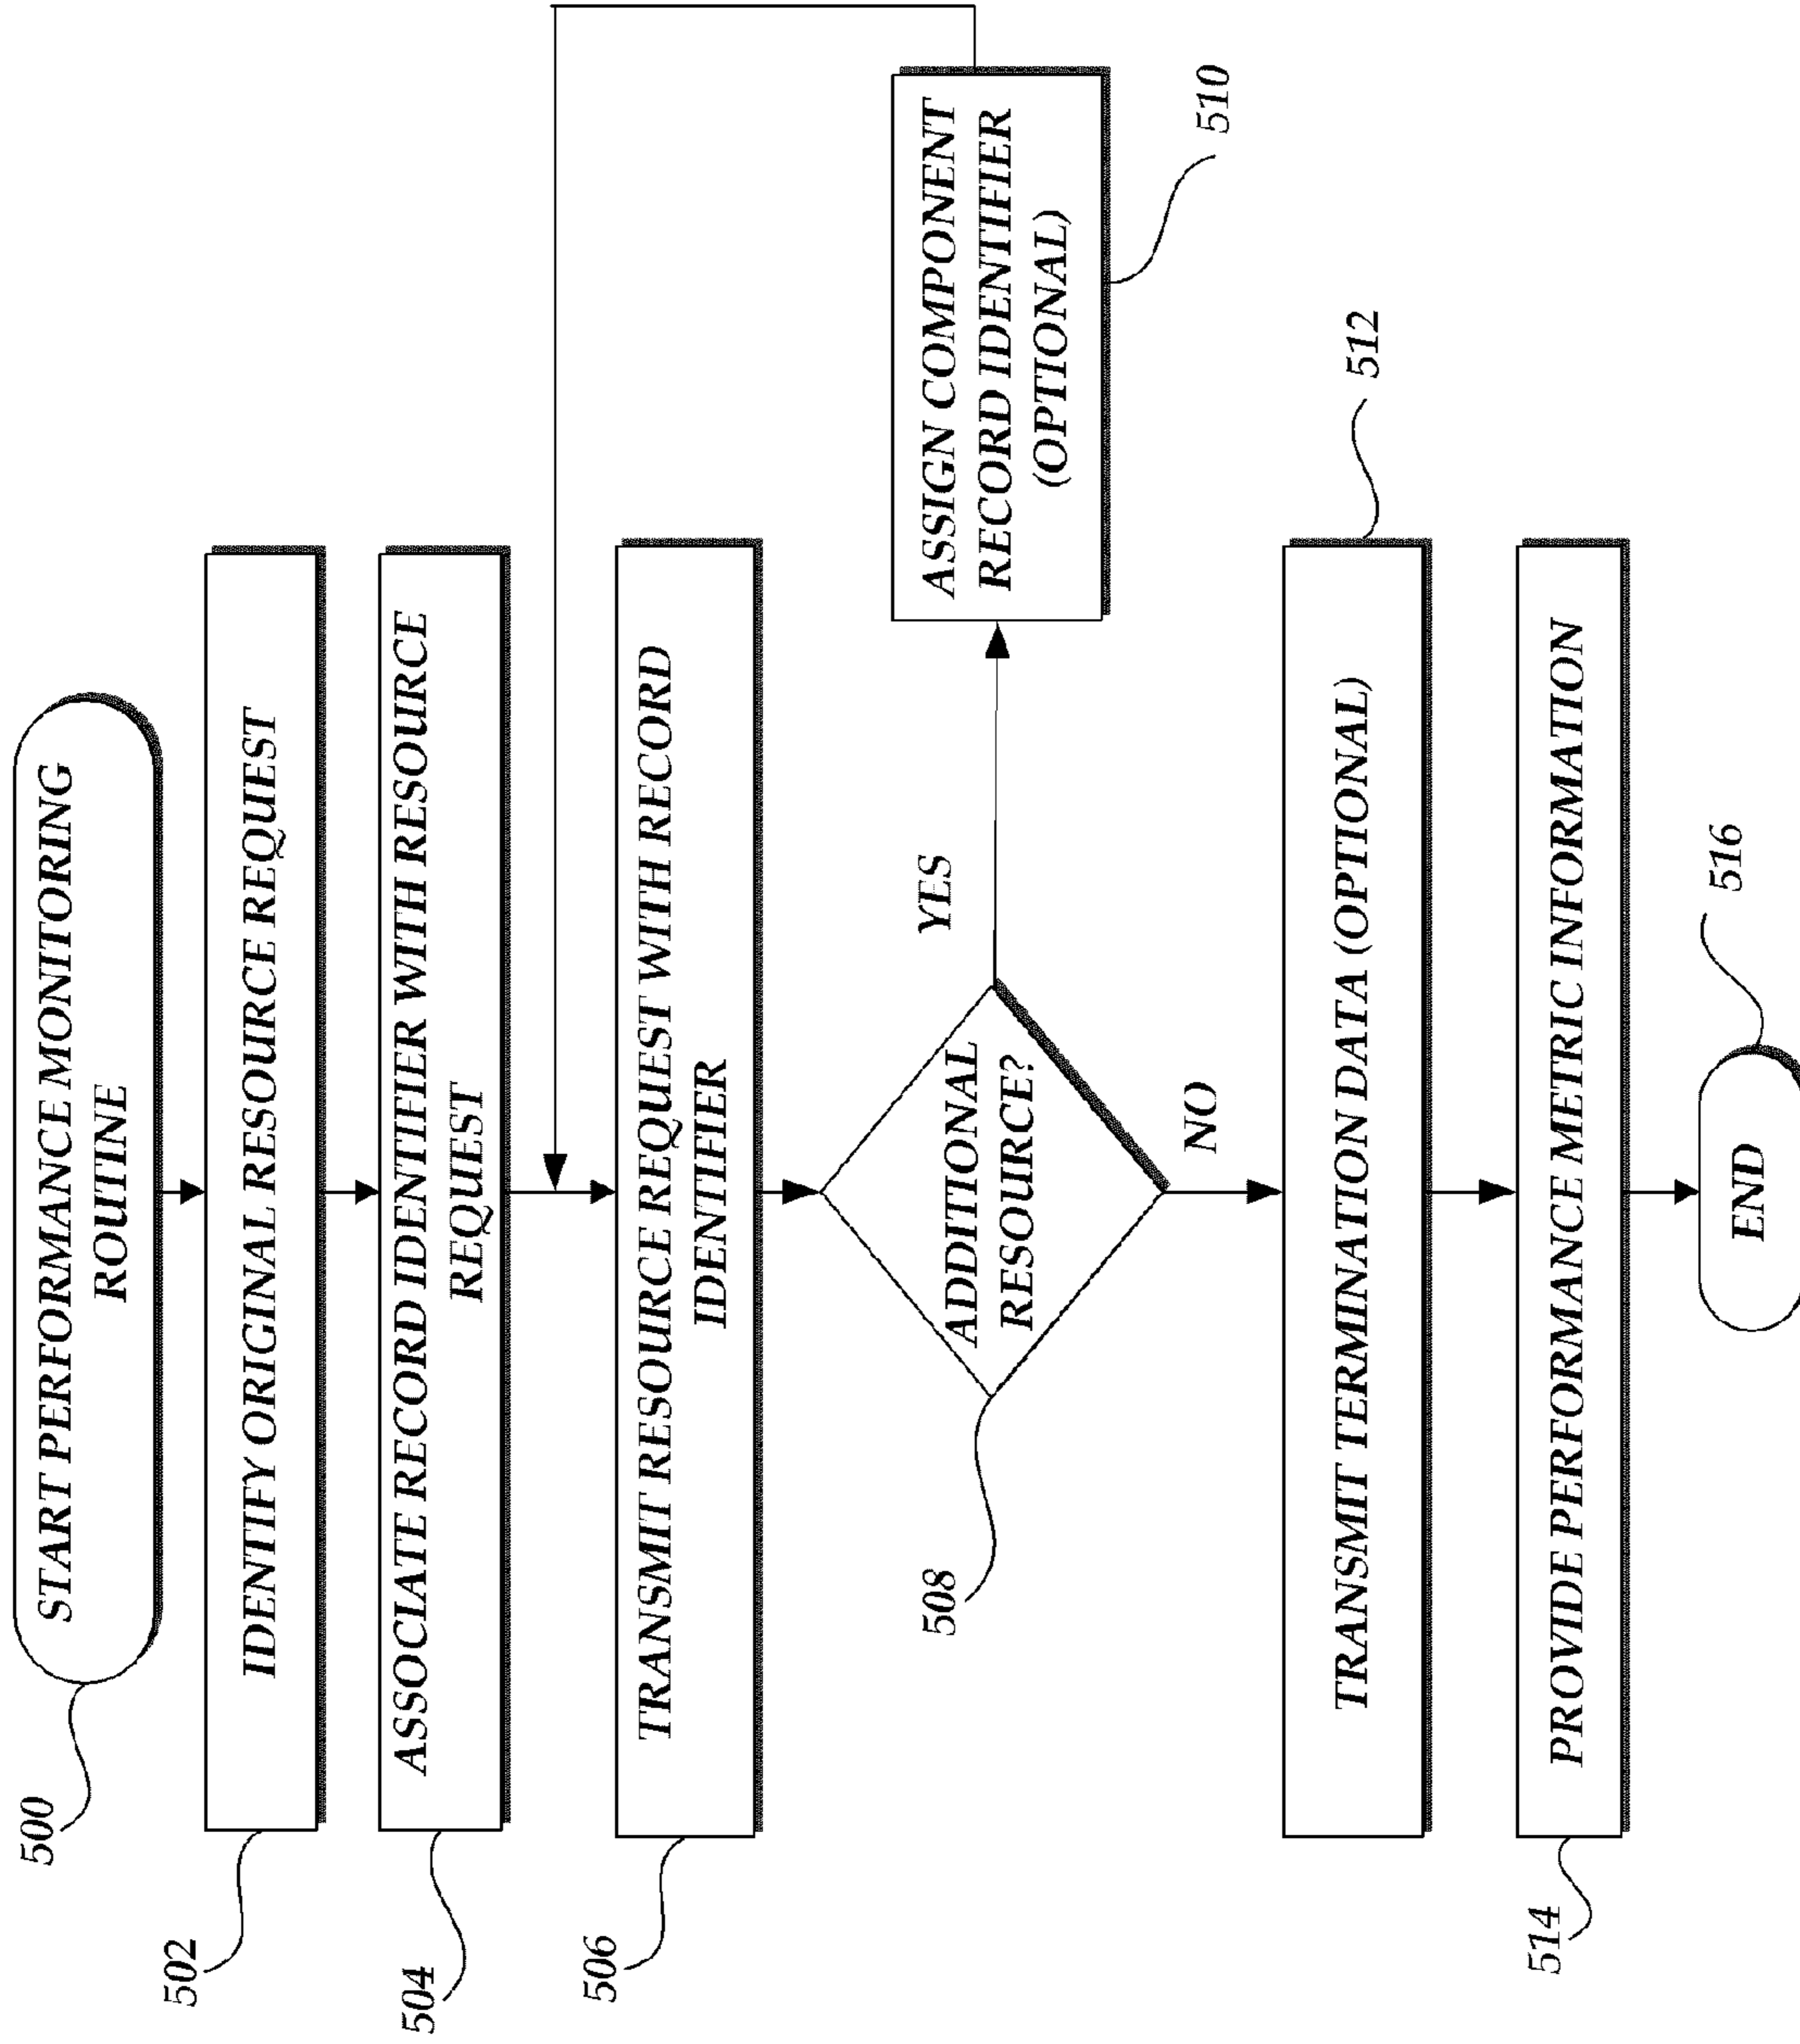 500
START PERFORMANCE MONITORING
ROUTINE
502
IDENTIFY ORIGINAL RESOURCE REQUEST
504
ASSOCIATE RECORD IDENTIFIER WITH RESOURCE
REQUEST
506
TRANSMIT RESOURCE REQUEST WITH RECORD
IDENTIFIER
508
ADDITIONAL
RESOURCE?
YES
ASSIGN COMPONENT
RECORD IDENTIFIER
(OPTIONAL)
510
NO
512
TRANSMIT TERMINATION DATA (OPTIONAL)
514
PROVIDE PERFORMANCE METRIC INFORMATION
516
END